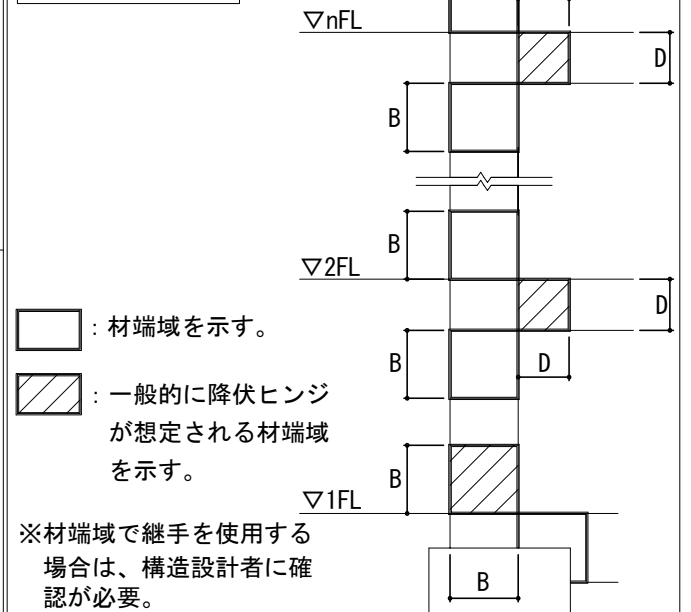 ▽nFL
D
B
B
▽2FL
D
B
D
：材端域を示す。
：一般的に降伏ヒンジ
が想定される材端域
を示す。
B
▽1FL
※材端域で継手を使用する
場合は、構造設計者に確
認が必要。
B